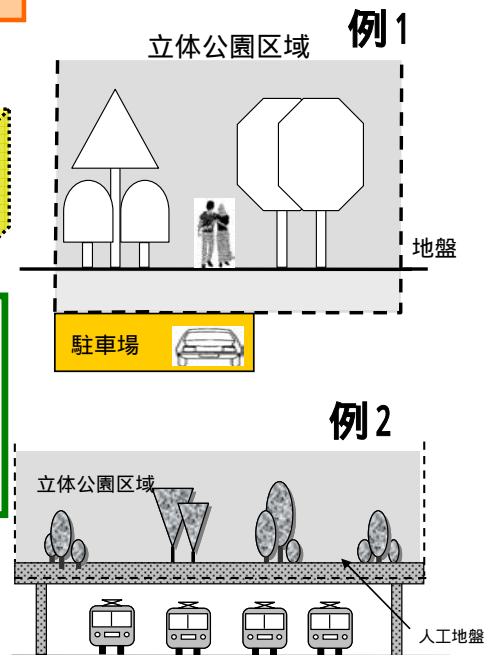 例1
立体公園区域
地盤
駐車場
例2
立体公園区域
人工地盤